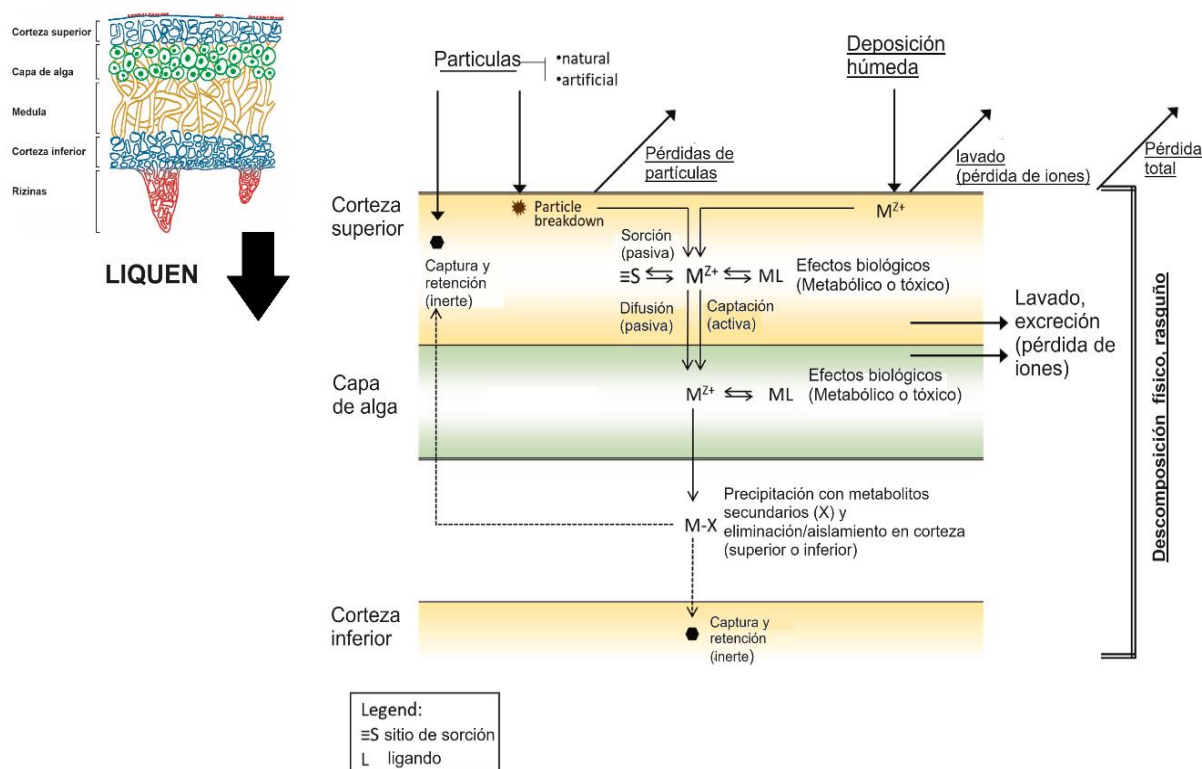 Corteza superior
Capa de alga
Medula
Corteza inferior
Rizinas
LIQUEN
Particulas
•natural
•artificial
Deposición
húmeda
Pérdidas de
partículas
lavado
(pérdida de iones)
Pérdida
total
Corteza
superior
Particle
breakdown
M^Z+
Captura y
retención
(inerte)
Sorción
(pasiva)
≡S ⇌ M^Z+ ⇌ ML
Efectos biológicos
(Metabólico o tóxico)
Difusión
(pasiva)
Captación
(activa)
Lavado,
excreción
(pérdida de
iones)
Capa
de alga
M^Z+ ⇌ ML
Efectos biológicos
(Metabólico o tóxico)
M-X
Precipitación con metabolitos
secundarios (X) y
eliminación/aislamiento en corteza
(superior o inferior)
Corteza
inferior
Captura y
retención
(inerte)
Descomposición físico, rasguño
Legend:
≡S sitio de sorción
L ligando